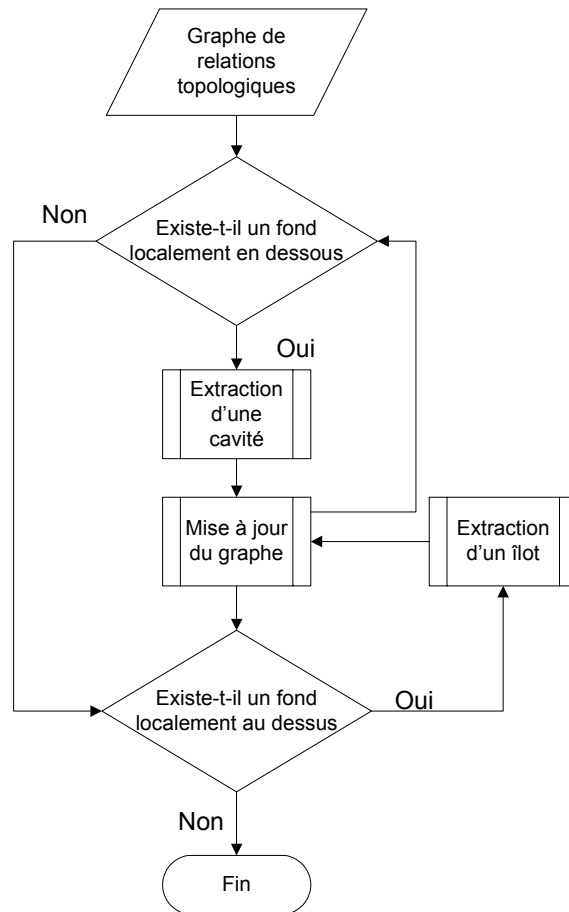 Graphe de
relations
topologiques
Non
Existe-t-il un fond
localement en dessous
Oui
Extraction
d'une
cavité
Mise à jour
du graphe
Extraction
d'un îlot
Existe-t-il un fond
localement au dessus
Oui
Non
Fin